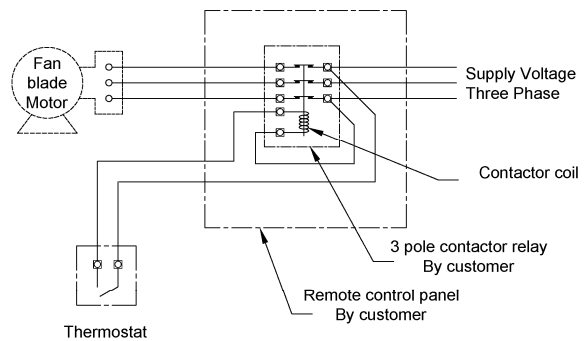 Fan
blade
Motor
Supply Voltage
Three Phase
Contactor coil
3 pole contactor relay
By customer
Remote control panel
By customer
Thermostat